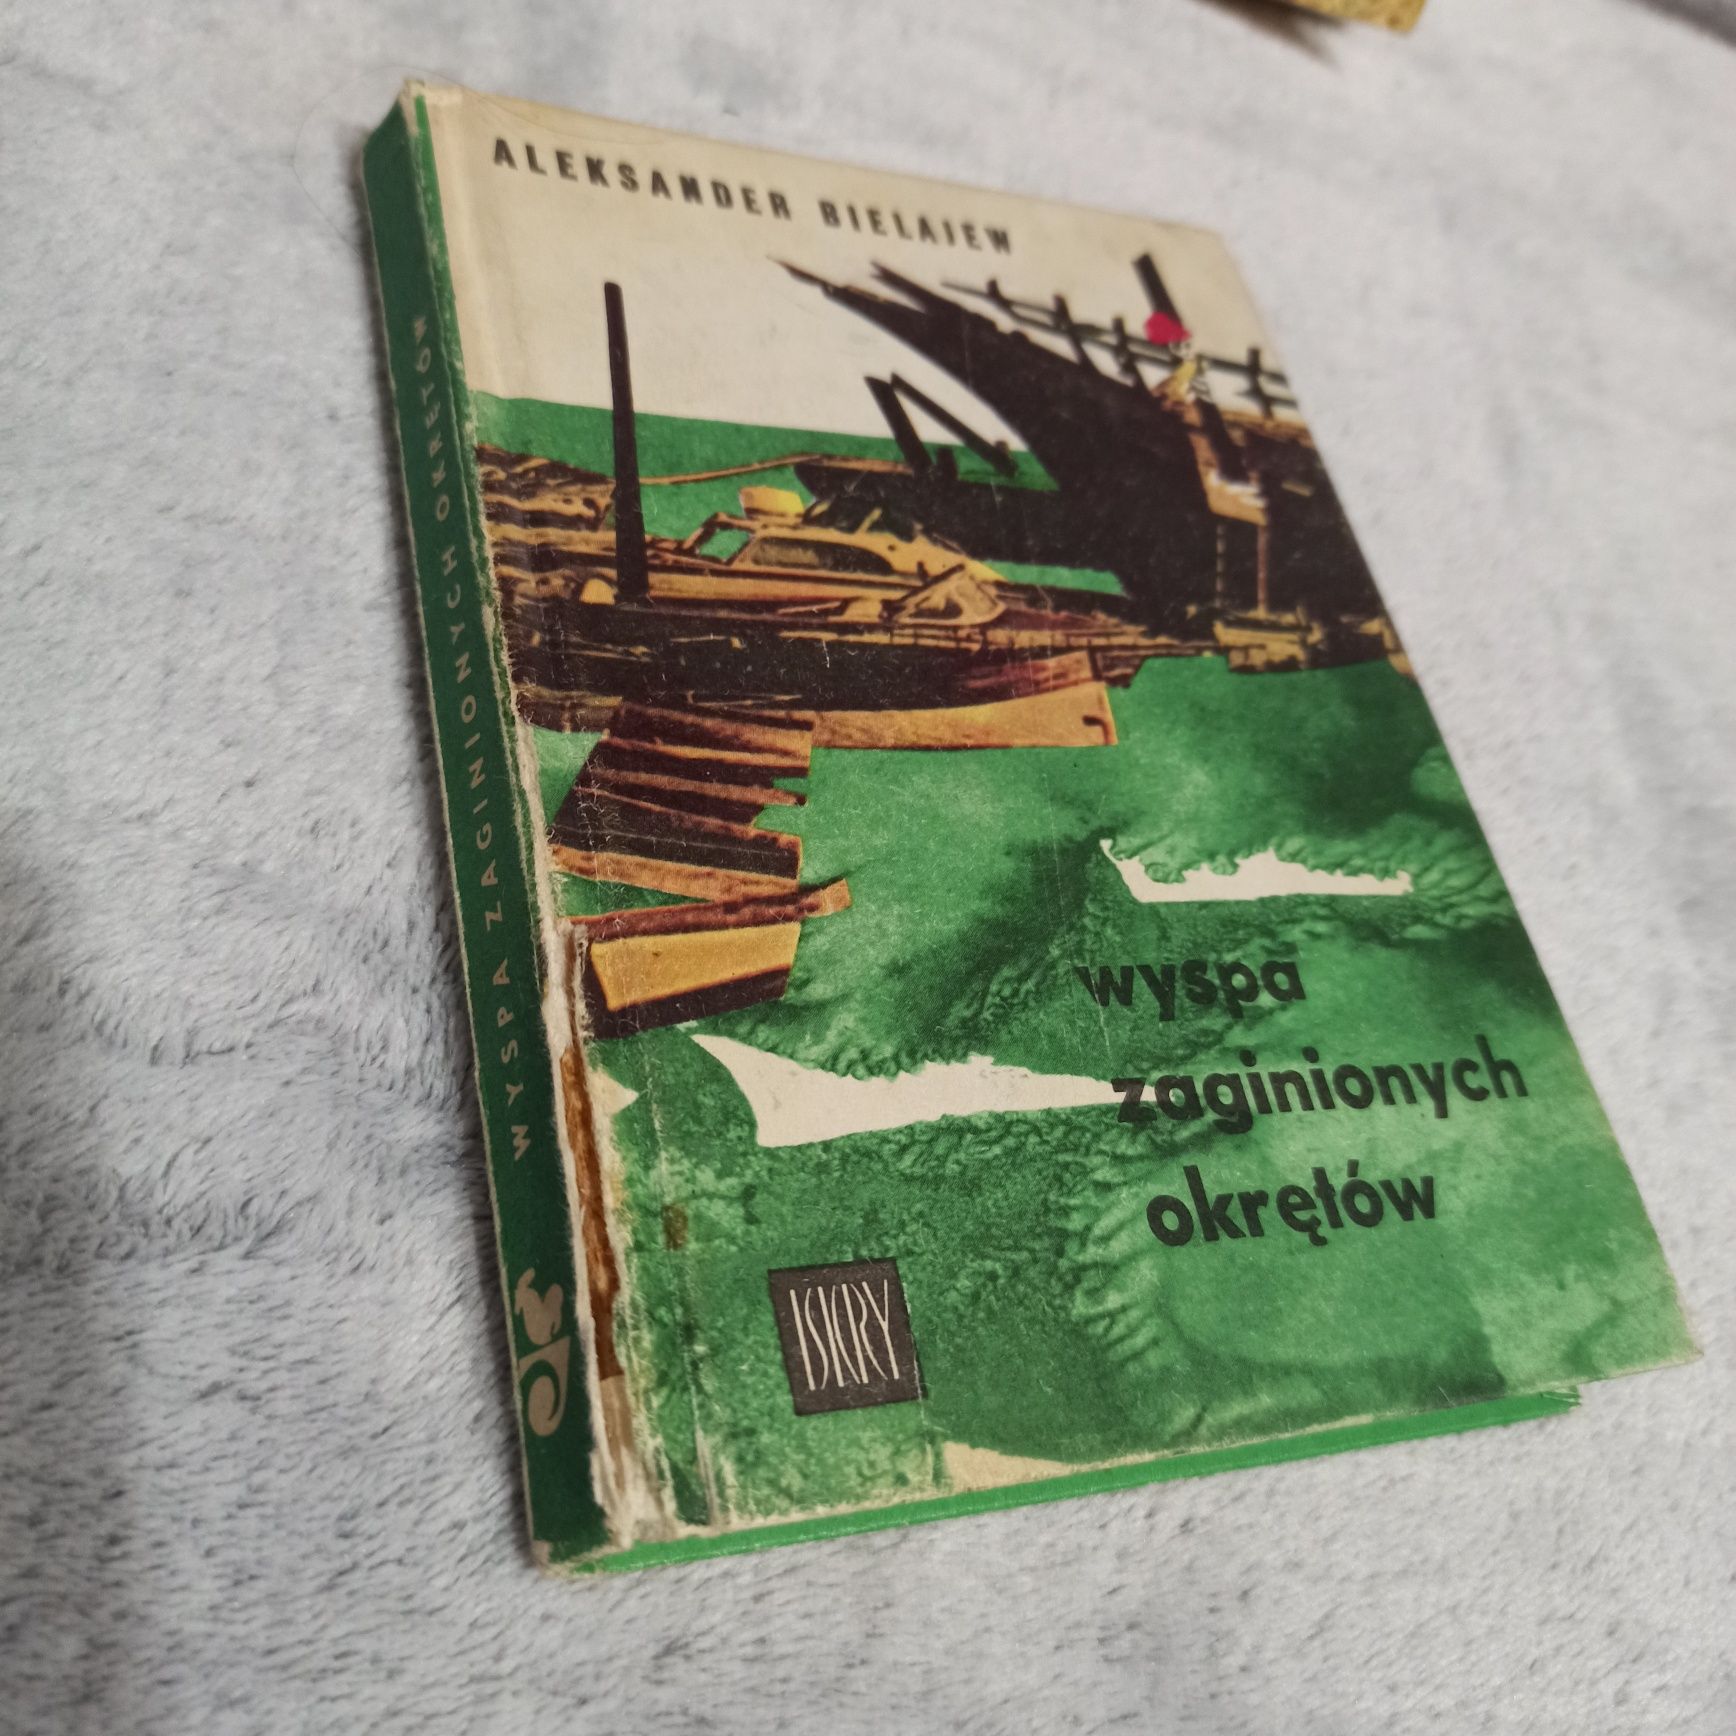 ALEKSANDER BIELAJEW
wyspa
zaginionych
okrętów
ISKRY
WYSPA ZAGINIONYCH OKRĘTÓW